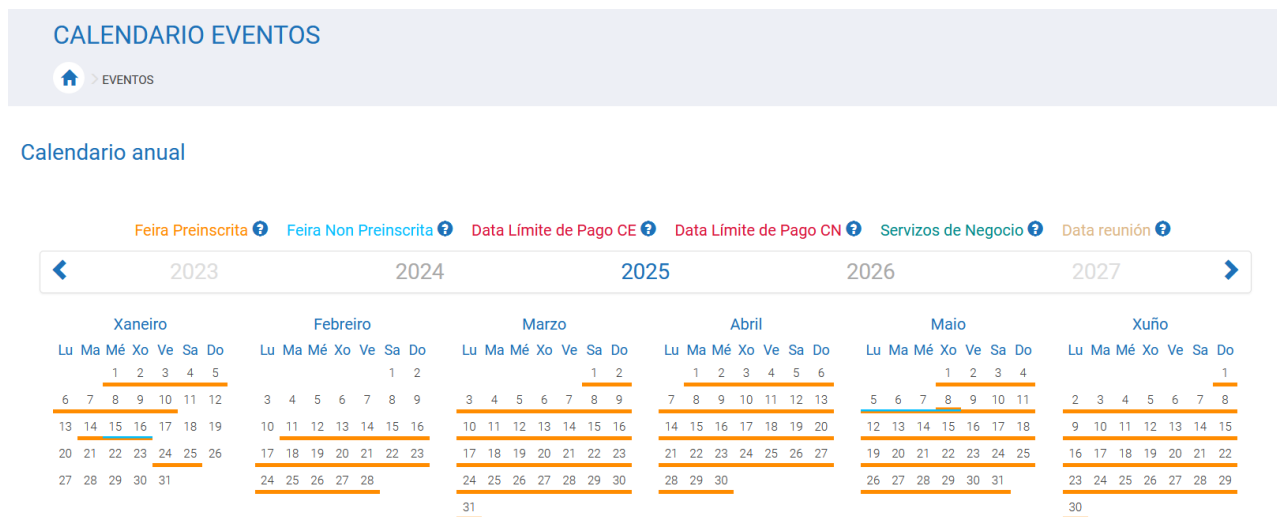 CALENDARIO EVENTOS
> EVENTOS
Calendario anual
Feira Preinscrita ? Feira Non Preinscrita ? Data Límite de Pago CE ? Data Límite de Pago CN ? Servizos de Negocio ? Data reunión ?
2023 2024 2025 2026 2027
Xaneiro Febreiro Marzo Abril Maio Xuño
Lu Ma Mé Xo Ve Sa Do Lu Ma Mé Xo Ve Sa Do Lu Ma Mé Xo Ve Sa Do Lu Ma Mé Xo Ve Sa Do Lu Ma Mé Xo Ve Sa Do Lu Ma Mé Xo Ve Sa Do
1 2 3 4 5 1 2 1 2 1 2 3 4 5 6 1 2 3 4 1
6 7 8 9 10 11 12 3 4 5 6 7 8 9 3 4 5 6 7 8 9 7 8 9 10 11 12 13 5 6 7 8 9 10 11 2 3 4 5 6 7 8
13 14 15 16 17 18 19 10 11 12 13 14 15 16 10 11 12 13 14 15 16 14 15 16 17 18 19 20 12 13 14 15 16 17 18 9 10 11 12 13 14 15
20 21 22 23 24 25 26 17 18 19 20 21 22 23 17 18 19 20 21 22 23 21 22 23 24 25 26 27 19 20 21 22 23 24 25 16 17 18 19 20 21 22
27 28 29 30 31 24 25 26 27 28 24 25 26 27 28 29 30 28 29 30 26 27 28 29 30 31 23 24 25 26 27 28 29
31 30